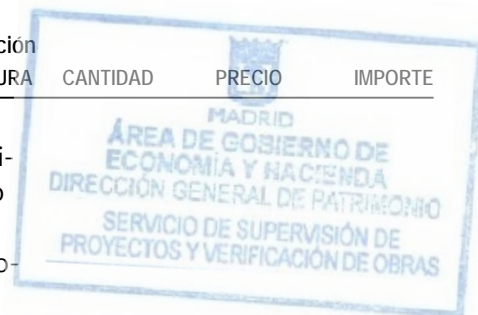 ción
URA CANTIDAD PRECIO IMPORTE
MADRID
ÁREA DE GOBIERNO DE
ECONOMÍA Y HACIENDA
DIRECCIÓN GENERAL DE PATRIMONIO
SERVICIO DE SUPERVISIÓN DE
PROYECTOS Y VERIFICACIÓN DE OBRAS
i-
o
o-